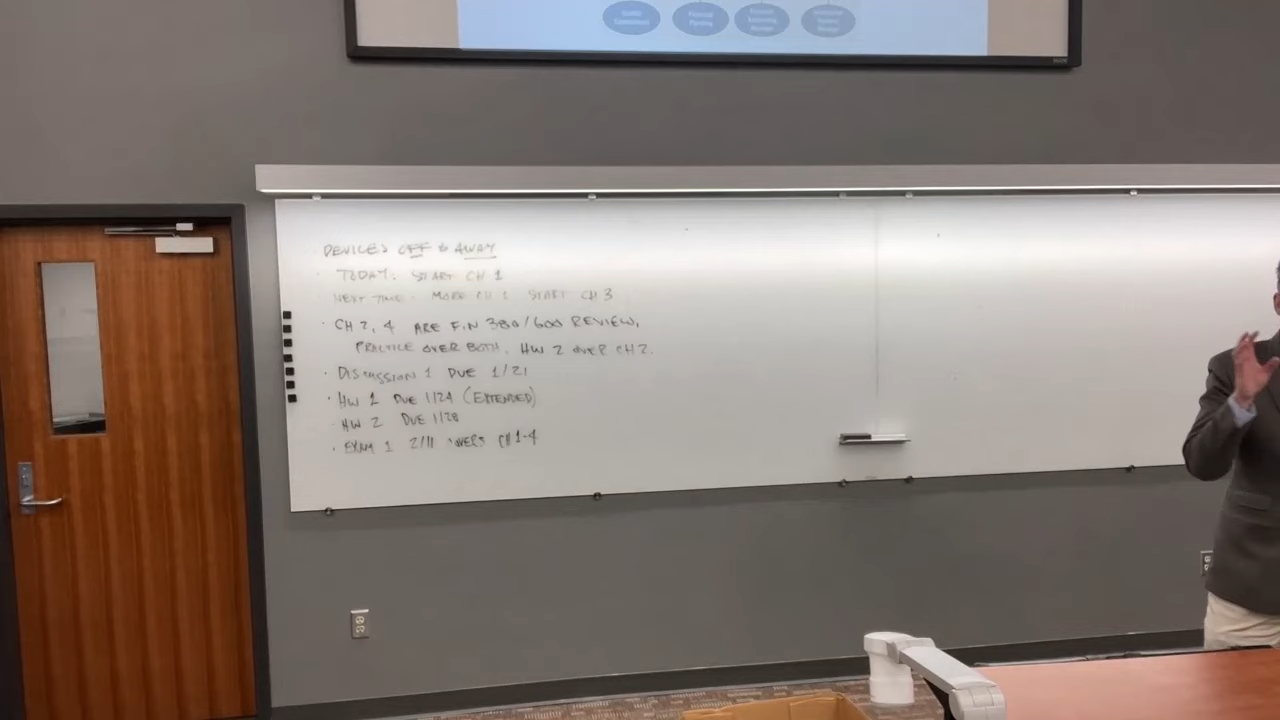 · DEVICES OFF & AWAY
· TODAY: START CH 1
· NEXT TIME: MORE CH 1 START CH 3
· CH 2, 4 ARE FIN 380/600 REVIEW,
PRACTICE OVER BOTH. HW 2 OVER CH 2.
· DISCUSSION 1 DUE 1/21
· HW 1 DUE 1/24 (EXTENDED)
· HW 2 DUE 1/28
· EXAM 1 2/11 COVERS CH 1-4